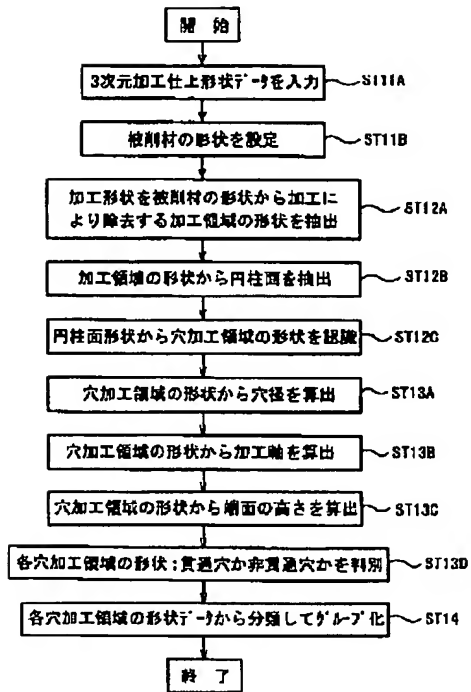 開 始
3次元加工仕上形状データを入力
ST11A
被削材の形状を設定
ST11B
加工形状を被削材の形状から加工に
より除去する加工領域の形状を抽出
ST12A
加工領域の形状から円柱面を抽出
ST12B
円柱面形状から穴加工領域の形状を認識
ST12C
穴加工領域の形状から穴径を算出
ST13A
穴加工領域の形状から加工軸を算出
ST13B
穴加工領域の形状から端面の高さを算出
ST13C
各穴加工領域の形状:貫通穴か非貫通穴かを判別
ST13D
各穴加工領域の形状データから分類してグループ化
ST14
終 了